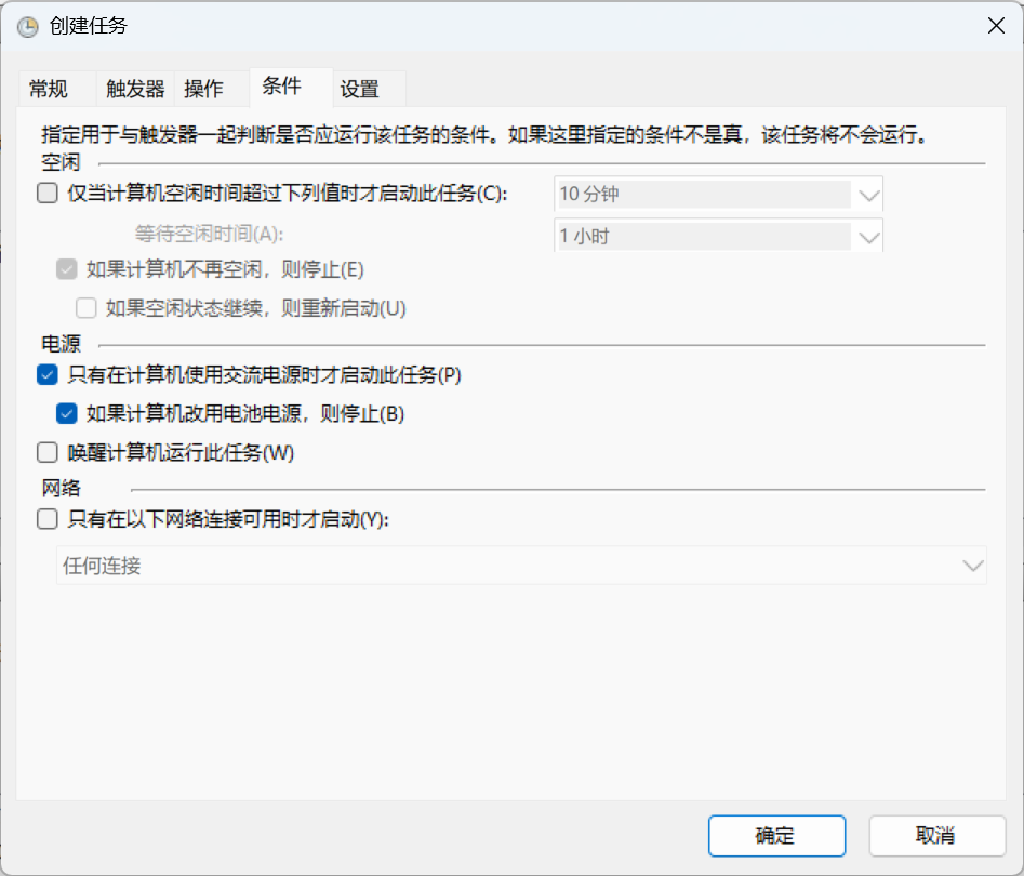 创建任务
常规 触发器 操作 条件 设置
指定用于与触发器一起判断是否应运行该任务的条件。如果这里指定的条件不是真，该任务将不会运行。
空闲
仅当计算机空闲时间超过下列值时才启动此任务(C): 10 分钟
等待空闲时间(A): 1 小时
如果计算机不再空闲，则停止(E)
如果空闲状态继续，则重新启动(U)
电源
只有在计算机使用交流电源时才启动此任务(P)
如果计算机改用电池电源，则停止(B)
唤醒计算机运行此任务(W)
网络
只有在以下网络连接可用时才启动(Y):
任何连接
确定 取消